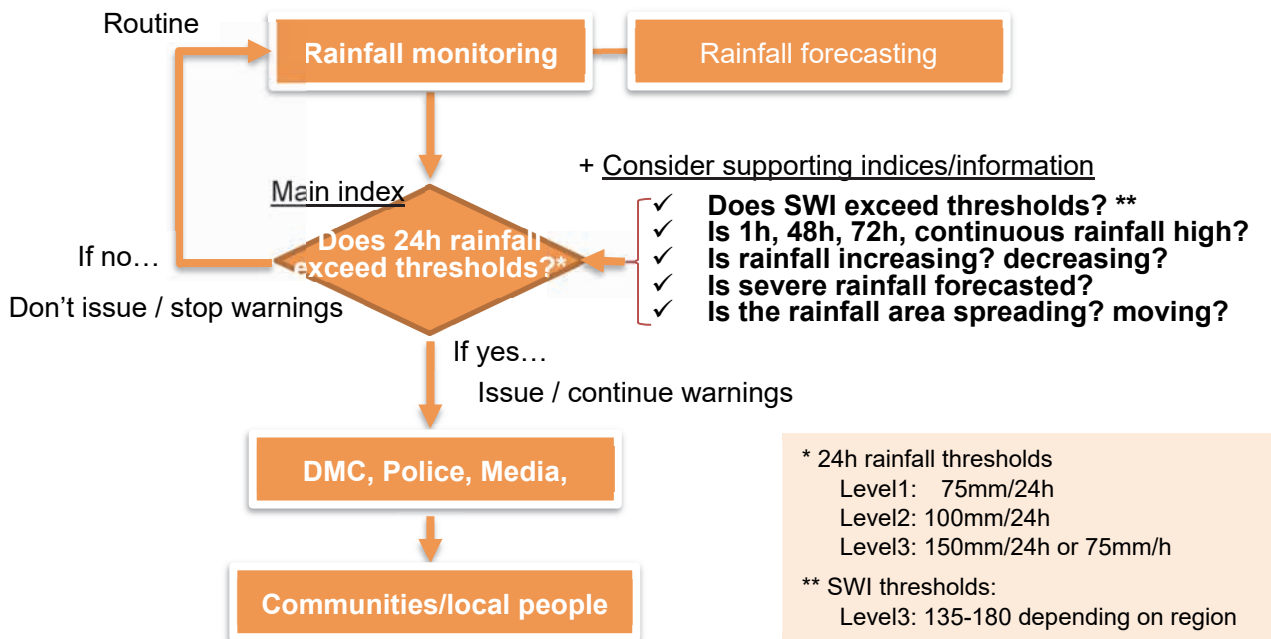 Routine
Rainfall monitoring
Rainfall forecasting
+ Consider supporting indices/information
Main index
✓ Does SWI exceed thresholds? **
✓ Is 1h, 48h, 72h, continuous rainfall high?
✓ Is rainfall increasing? decreasing?
✓ Is severe rainfall forecasted?
✓ Is the rainfall area spreading? moving?
Does 24h rainfall
exceed thresholds?*
If no…
Don’t issue / stop warnings
If yes…
Issue / continue warnings
DMC, Police, Media,
Communities/local people
* 24h rainfall thresholds
Level1: 75mm/24h
Level2: 100mm/24h
Level3: 150mm/24h or 75mm/h
** SWI thresholds:
Level3: 135-180 depending on region